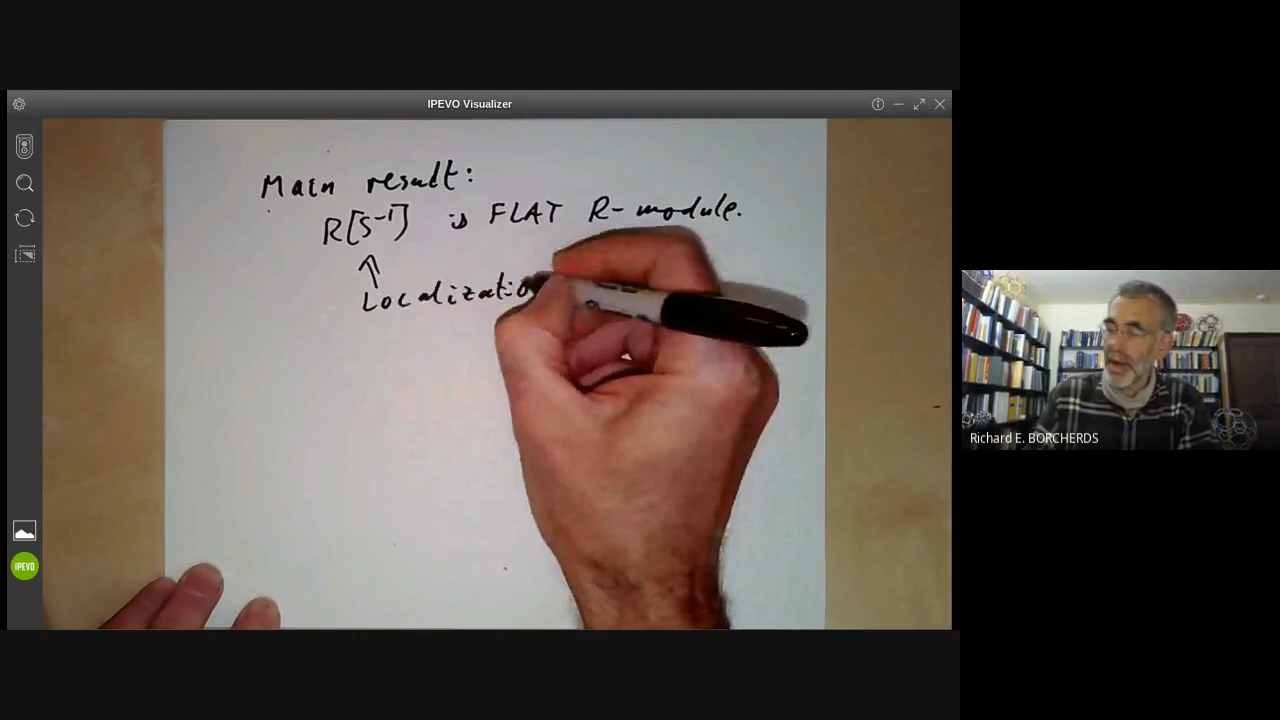 IPEVO Visualizer
Main result:
R[S⁻¹] is FLAT R-module.
↑
Localizatio
IPEVO
Richard E. BORCHERDS